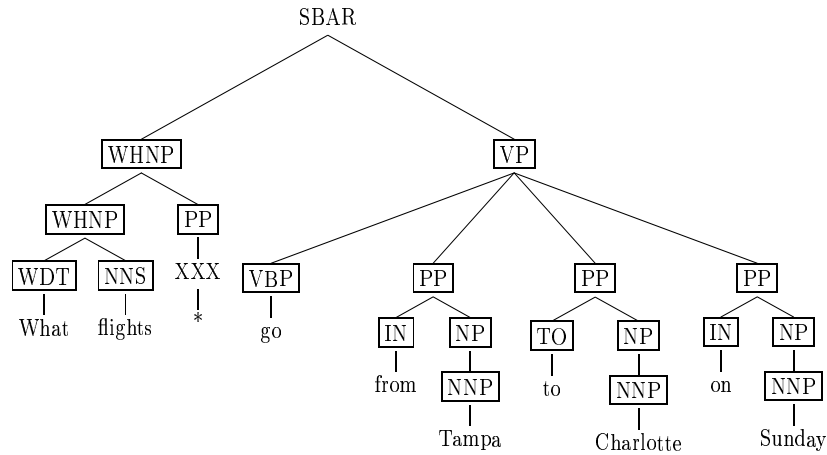 SBAR
WHNP VP
WHNP PP
WDT NNS XXX VBP PP PP PP
What flights * go IN NP TO NP IN NP
from NNP to NNP on NNP
Tampa Charlotte Sunday